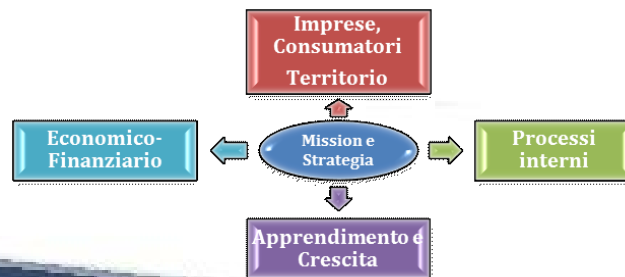 Imprese,
Consumatori
Territorio
Economico-
Finanziario
Mission e
Strategia
Processi
interni
Apprendimento e
Crescita